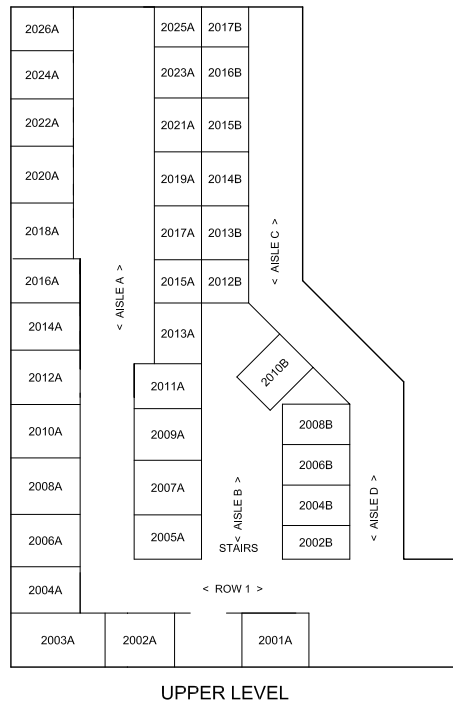 2026A 2025A 2017B
2024A 2023A 2016B
2022A 2021A 2015B
2020A 2019A 2014B
2018A 2017A 2013B
< AISLE A >
< AISLE C >
2016A 2015A 2012B
2014A 2013A
2012A 2011A 2010B
2010A 2009A 2008B
2006B
2008A 2007A 2004B
< AISLE B >
< AISLE D >
2006A 2005A 2002B
STAIRS
2004A < ROW 1 >
2003A 2002A 2001A
UPPER LEVEL